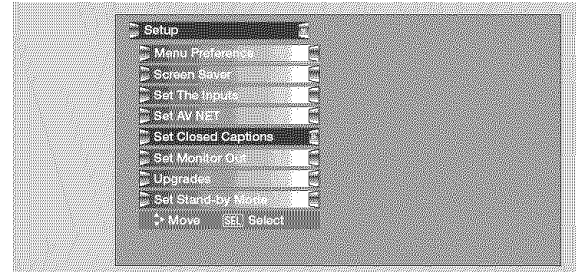 Setup
Menu Preference
Screen Saver
Set The Inputs
Set AV NET
Set Closed Captions
Set Monitor Out
Upgrades
Set Stand-by Mode
Move SEL Select